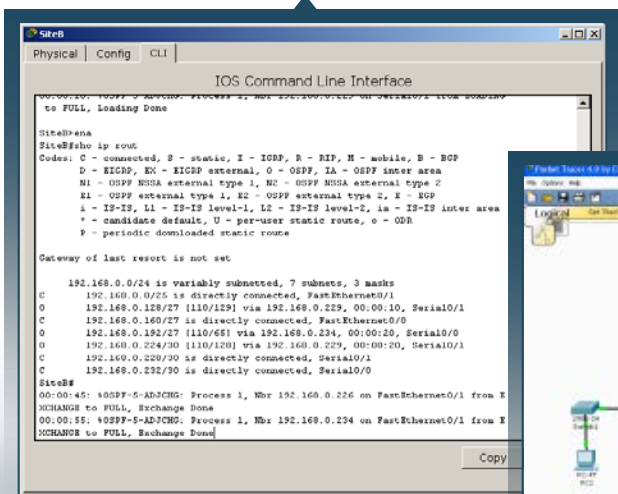 SiteB
Physical Config CLI
IOS Command Line Interface
to FULL, Loading Done
SiteB>ena
SiteB#sho ip rout
Codes: C - connected, S - static, I - IGRP, R - RIP, M - mobile, B - BGP
D - EIGRP, EX - EIGRP external, O - OSPF, IA - OSPF inter area
N1 - OSPF NSSA external type 1, N2 - OSPF NSSA external type 2
E1 - OSPF external type 1, E2 - OSPF external type 2, E - EGP
i - IS-IS, L1 - IS-IS level-1, L2 - IS-IS level-2, ia - IS-IS inter area
* - candidate default, U - per-user static route, o - ODR
P - periodic downloaded static route
Gateway of last resort is not set
192.168.0.0/24 is variably subnetted, 7 subnets, 3 masks
C 192.168.0.0/25 is directly connected, FastEthernet0/1
O 192.168.0.128/27 [110/129] via 192.168.0.229, 00:00:10, Serial0/1
C 192.168.0.160/27 is directly connected, FastEthernet0/0
O 192.168.0.192/27 [110/65] via 192.168.0.234, 00:00:20, Serial0/0
O 192.168.0.224/30 [110/128] via 192.168.0.229, 00:00:20, Serial0/1
C 192.168.0.228/30 is directly connected, Serial0/1
C 192.168.0.232/30 is directly connected, Serial0/0
SiteB#
00:00:45: %OSPF-5-ADJCHG: Process 1, Nbr 192.168.0.226 on FastEthernet0/1 from E
XCHANGE to FULL, Exchange Done
00:00:55: %OSPF-5-ADJCHG: Process 1, Nbr 192.168.0.234 on FastEthernet0/1 from E
XCHANGE to FULL, Exchange Done
Copy
Packet Tracer 4.0 by C
File Options Help
Logical
PC-PT
PC2